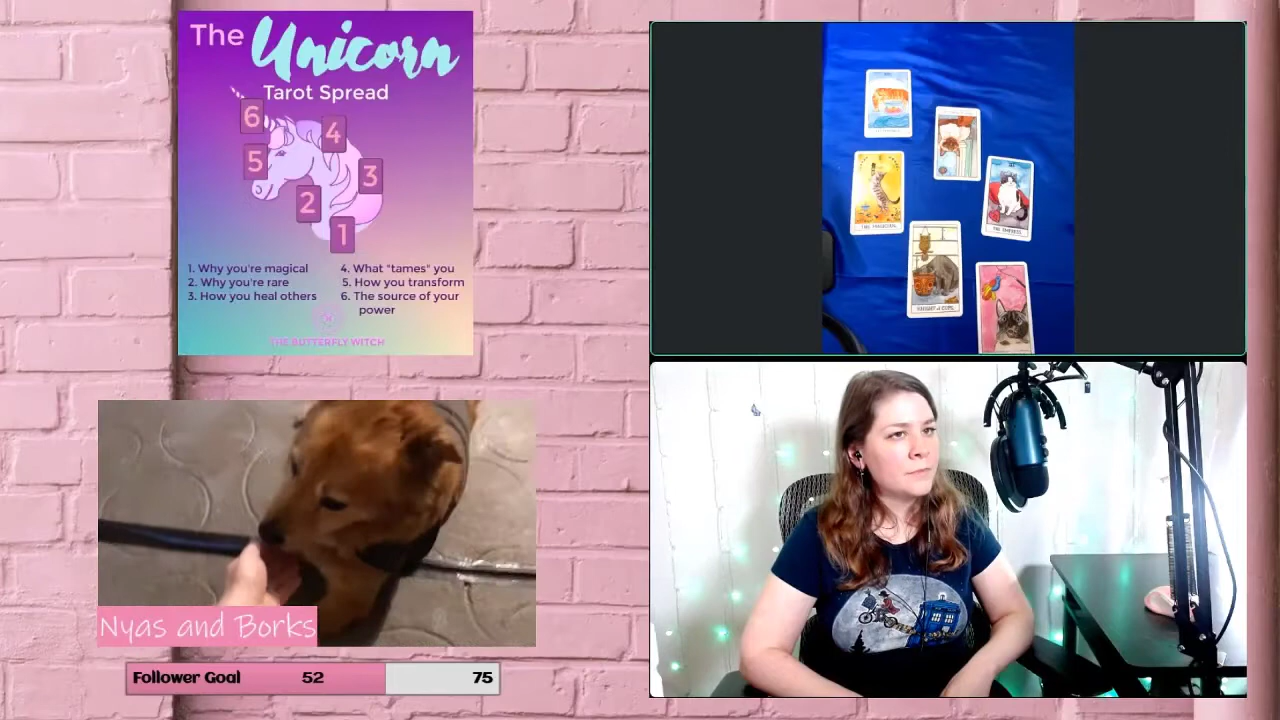 The
Unicorn
Tarot Spread
6
4
5
3
2
1
1. Why you're magical
2. Why you're rare
3. How you heal others
4. What "tames" you
5. How you transform
6. The source of your
power
THE BUTTERFLY WITCH
THE MAGICIAN
III
THE EMPRESS
KNIGHT of CUPS
Nyas and Borks
Follower Goal 52 75